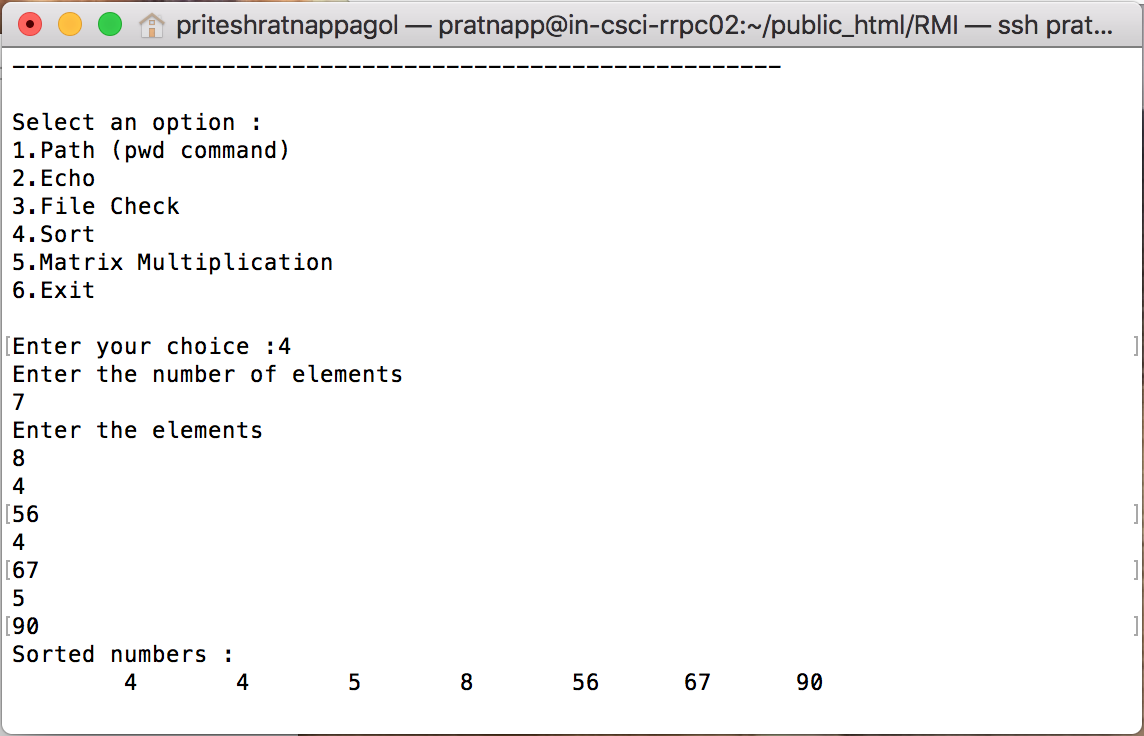 priteshratnappagol — pratnapp@in-csci-rrpc02:~/public_html/RMI — ssh prat...
-------------------------------------------------------
Select an option :
1.Path (pwd command)
2.Echo
3.File Check
4.Sort
5.Matrix Multiplication
6.Exit
[Enter your choice :4 ]
Enter the number of elements
7
Enter the elements
8
4
[56 ]
4
[67 ]
5
[90 ]
Sorted numbers :
4 4 5 8 56 67 90